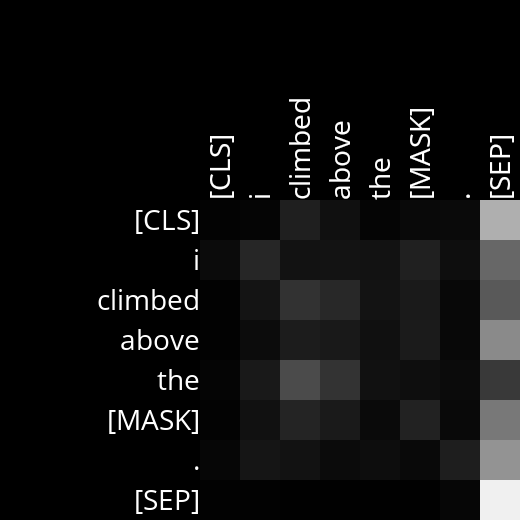 [CLS] i climbed above the [MASK] . [SEP]
[CLS]
i
climbed
above
the
[MASK]
.
[SEP]